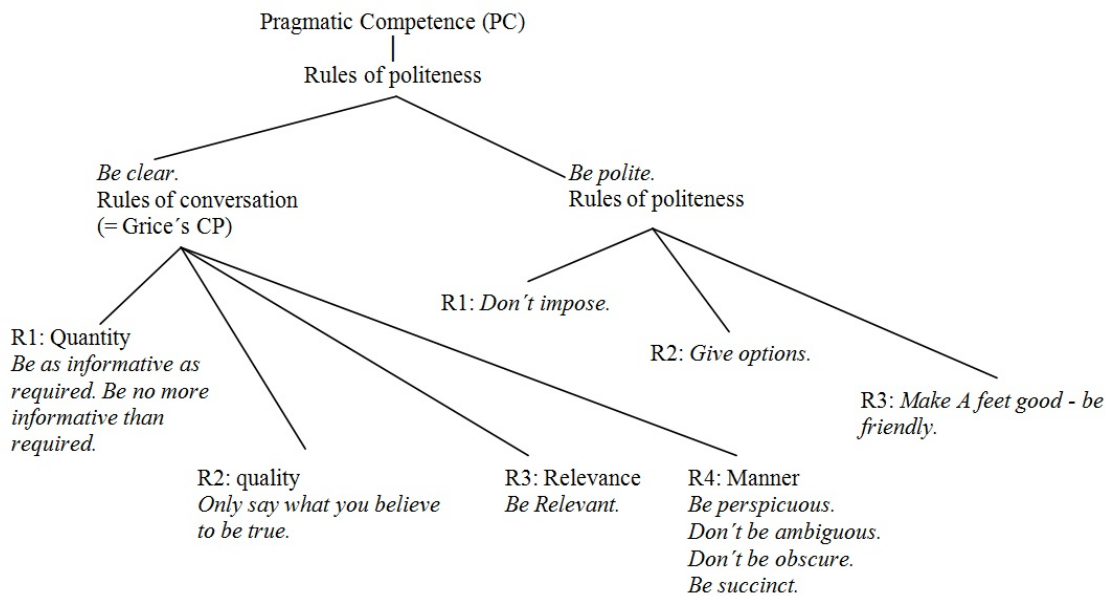 Pragmatic Competence (PC)
Rules of politeness
Be clear.
Rules of conversation
(= Grice´s CP)
Be polite.
Rules of politeness
R1: Quantity
Be as informative as
required. Be no more
informative than
required.
R2: quality
Only say what you believe
to be true.
R3: Relevance
Be Relevant.
R4: Manner
Be perspicuous.
Don´t be ambiguous.
Don´t be obscure.
Be succinct.
R1: Don´t impose.
R2: Give options.
R3: Make A feet good - be
friendly.